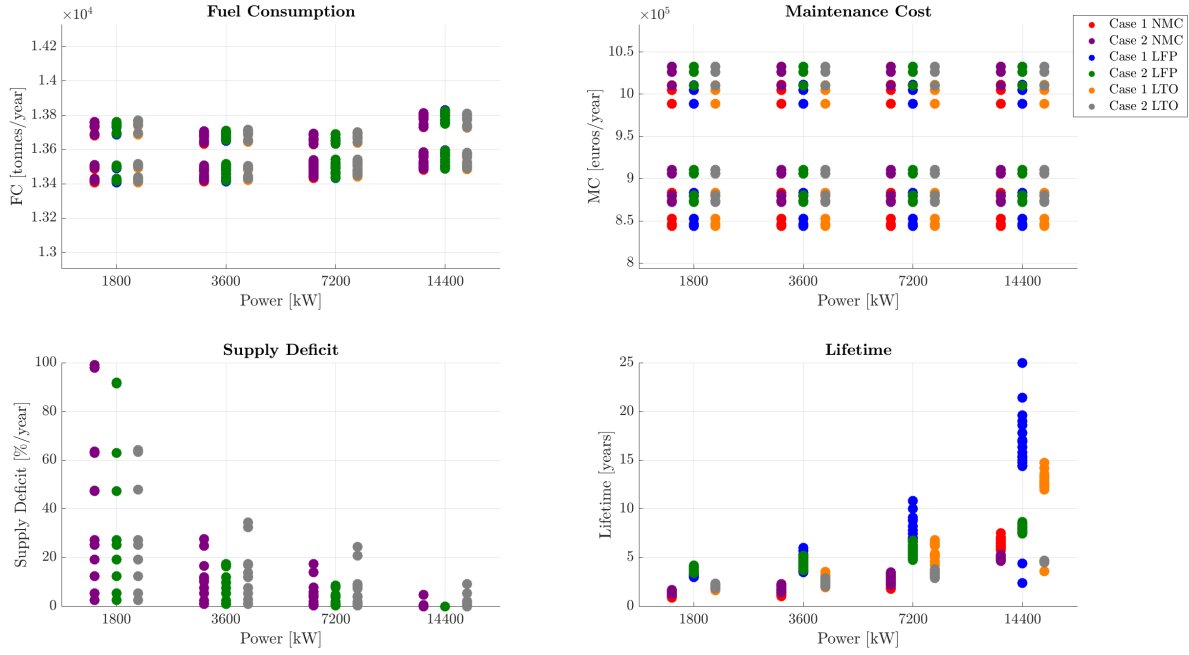 Fuel Consumption
×10⁴
1.42
1.4
1.38
1.36
1.34
1.32
1.3
FC [tonnes/year]
1800
3600
7200
14400
Power [kW]
Maintenance Cost
×10⁵
10.5
10
9.5
9
8.5
8
MC [euros/year]
1800
3600
7200
14400
Power [kW]
Case 1 NMC
Case 2 NMC
Case 1 LFP
Case 2 LFP
Case 1 LTO
Case 2 LTO
Supply Deficit
100
80
60
40
20
0
Supply Deficit [%/year]
1800
3600
7200
14400
Power [kW]
Lifetime
25
20
15
10
5
0
Lifetime [years]
1800
3600
7200
14400
Power [kW]